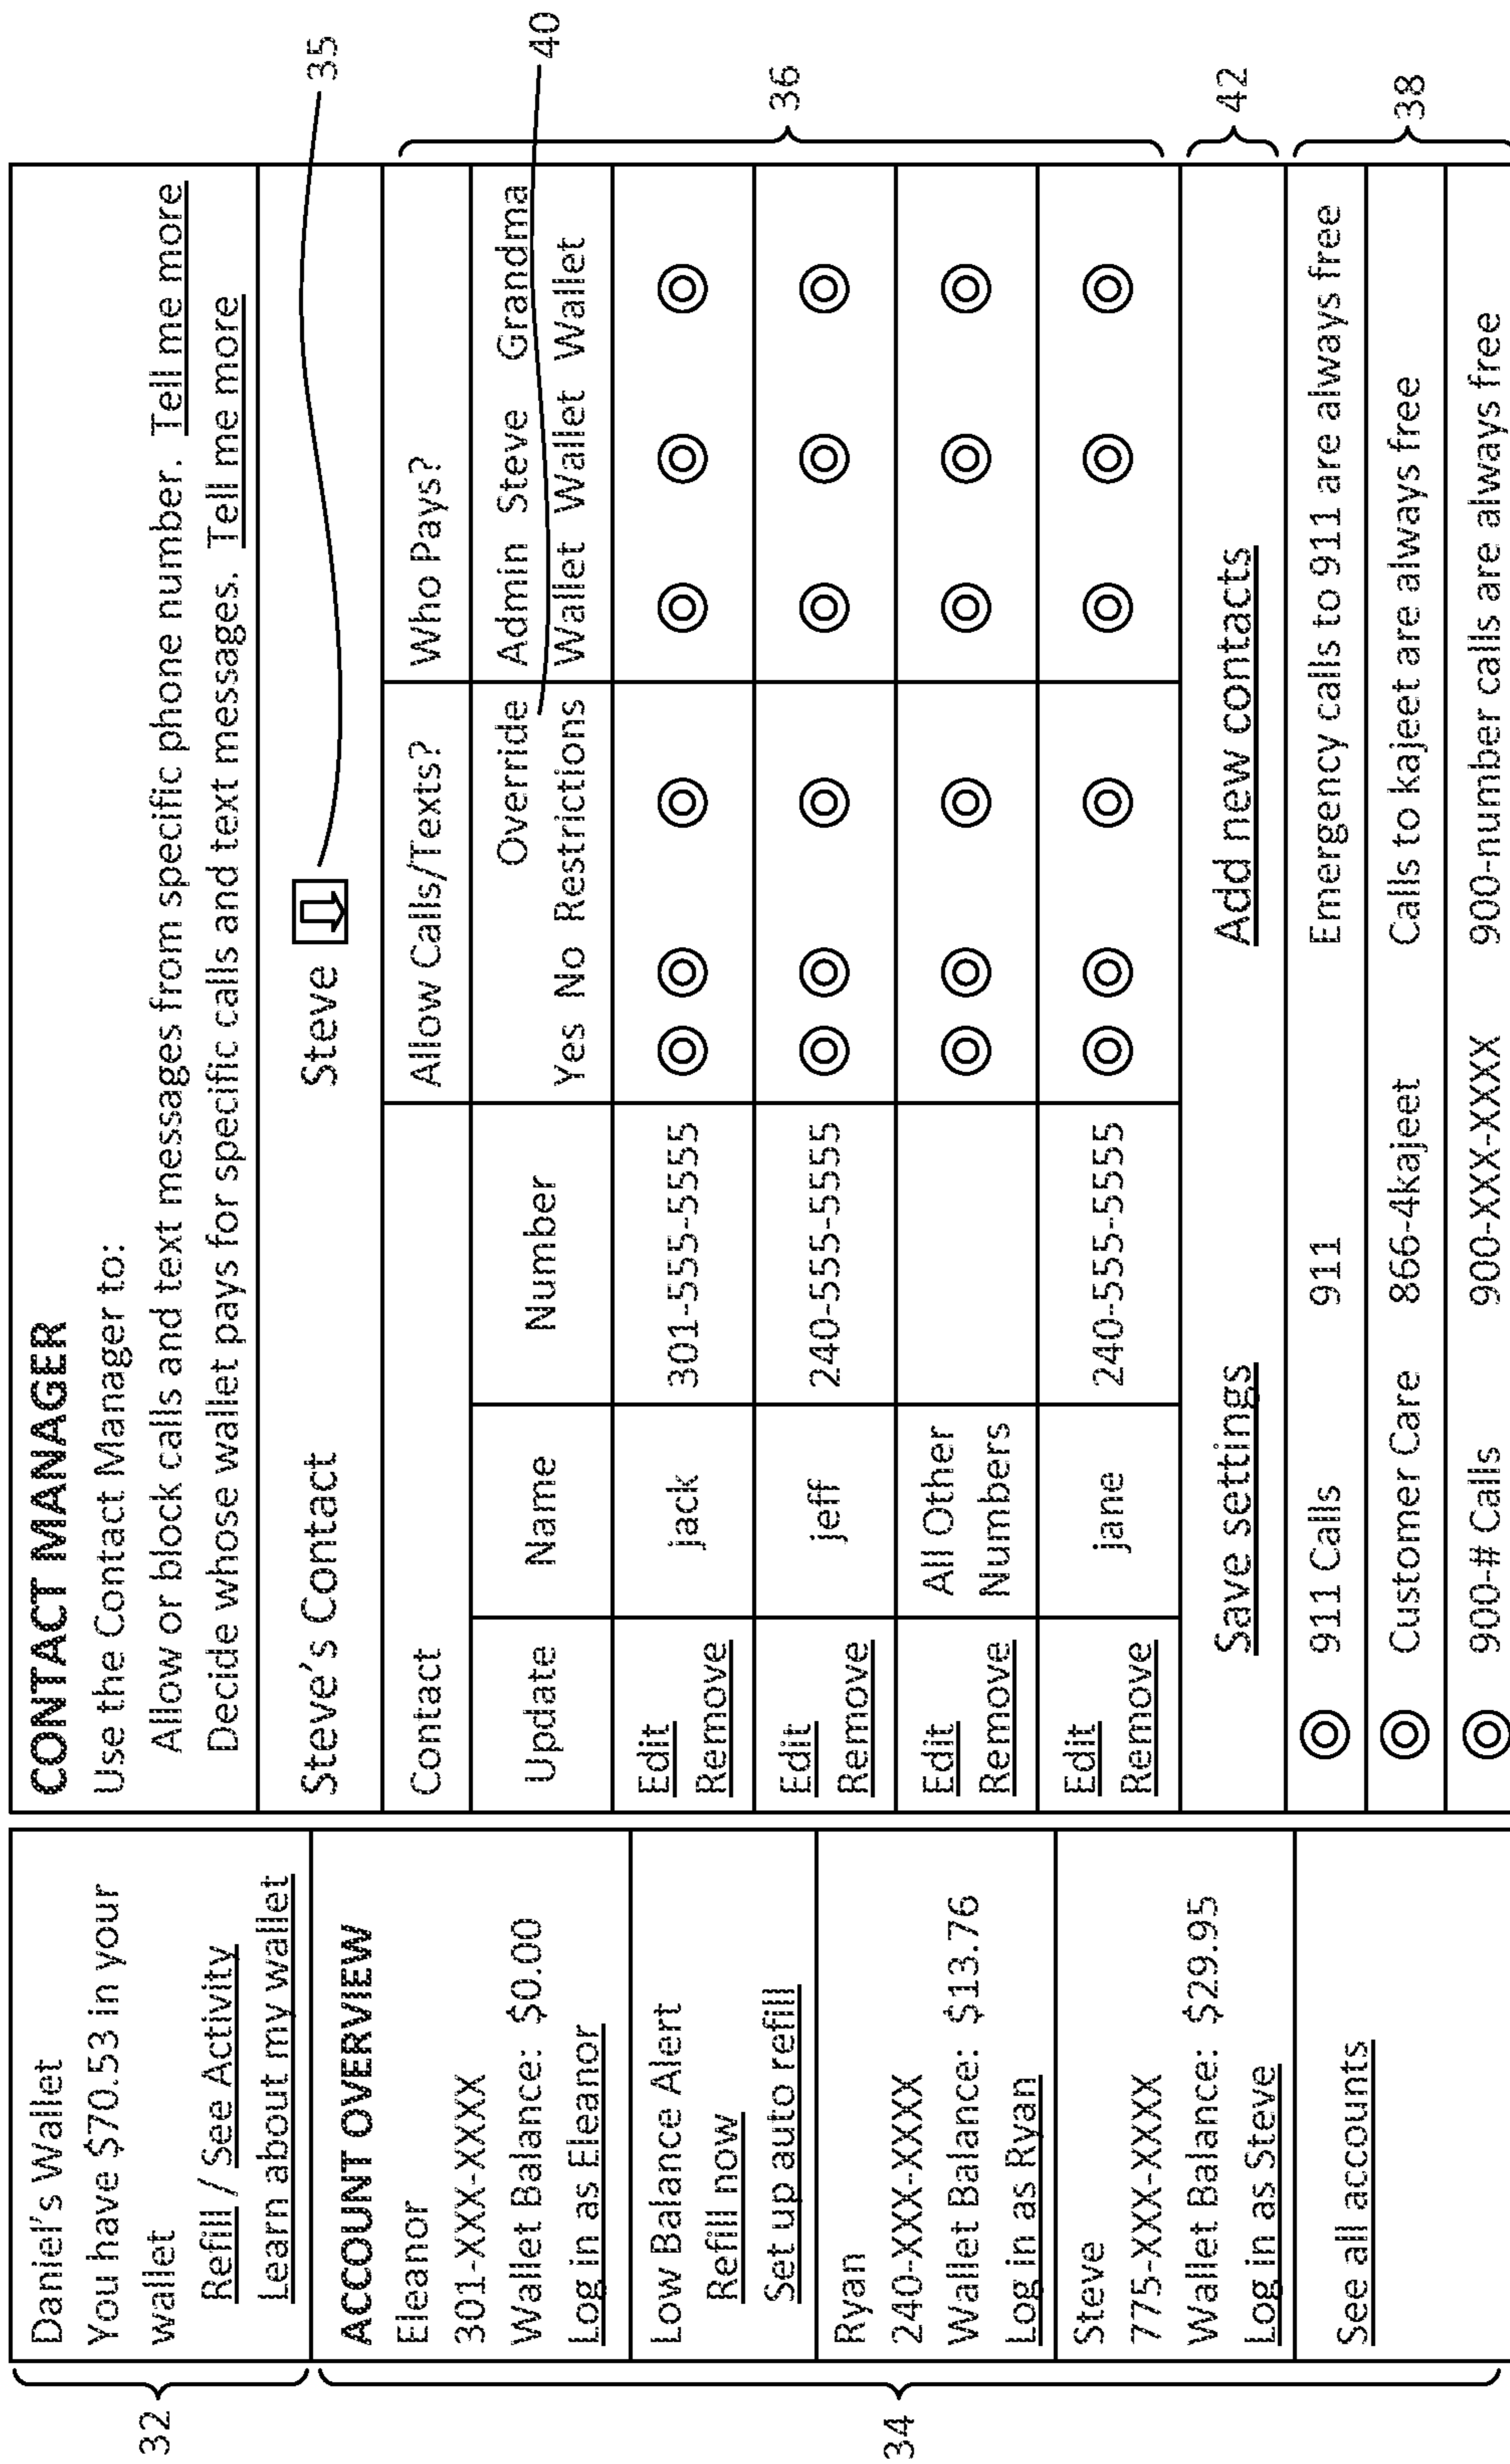 32
Daniel's Wallet
You have $70.53 in your
wallet
Refill / See Activity
Learn about my wallet
34
ACCOUNT OVERVIEW
Eleanor
301-XXX-XXXX
Wallet Balance: $0.00
Log in as Eleanor
Low Balance Alert
Refill now
Set up auto refill
Ryan
240-XXX-XXXX
Wallet Balance: $13.76
Log in as Ryan
Steve
775-XXX-XXXX
Wallet Balance: $29.95
Log in as Steve
See all accounts
CONTACT MANAGER
Use the Contact Manager to:
Allow or block calls and text messages from specific phone number. Tell me more
Decide whose wallet pays for specific calls and text messages. Tell me more
Steve's Contact Steve 35
Contact Allow Calls/Texts? Who Pays?
Override Admin Steve Grandma 40
Update Name Number Yes No Restrictions Wallet Wallet Wallet
Edit
Remove jack 301-555-5555
36
Edit
Remove jeff 240-555-5555
Edit All Other
Remove Numbers
Edit
Remove jane 240-555-5555
Save settings Add new contacts 42
911 Calls 911 Emergency calls to 911 are always free
Customer Care 866-4kajeet Calls to kajeet are always free 38
900-# Calls 900-XXX-XXXX 900-number calls are always free